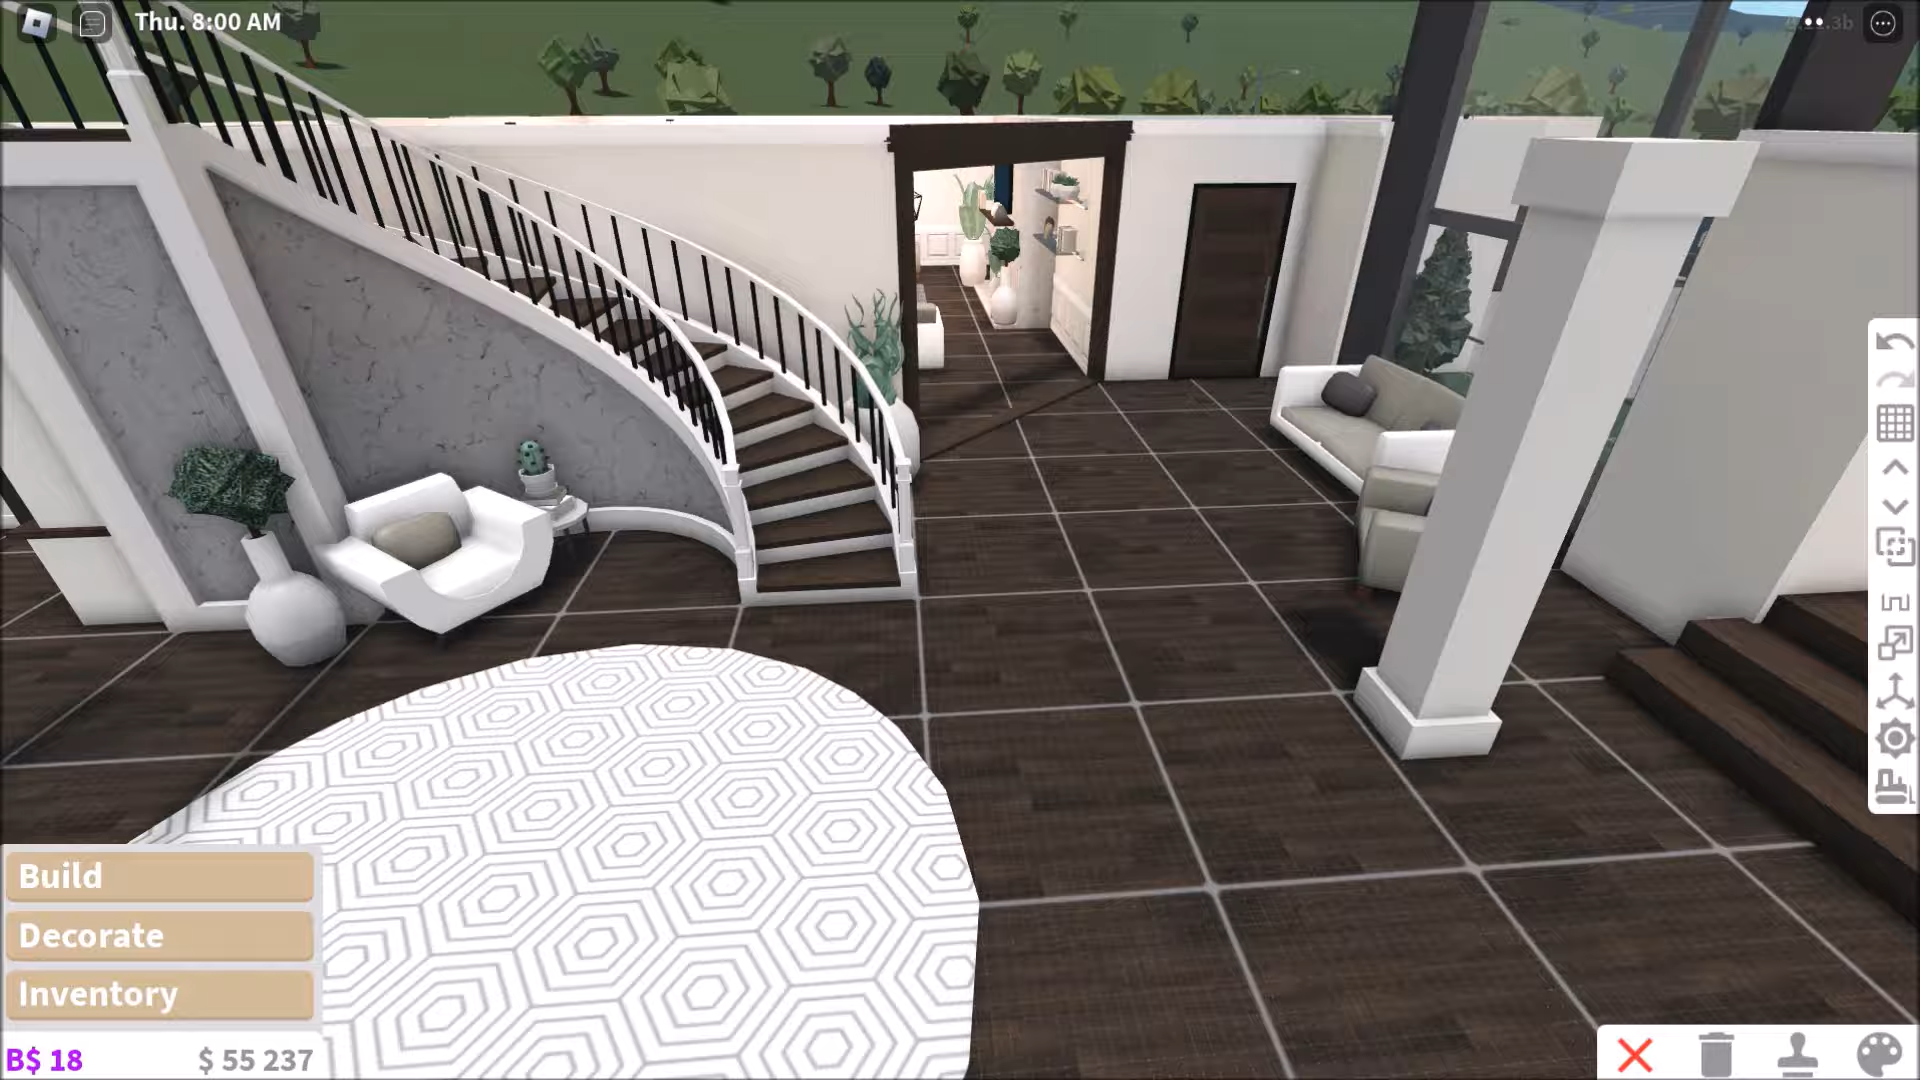 Thu. 8:00 AM
Build
Decorate
Inventory
B$ 18
$ 55 237